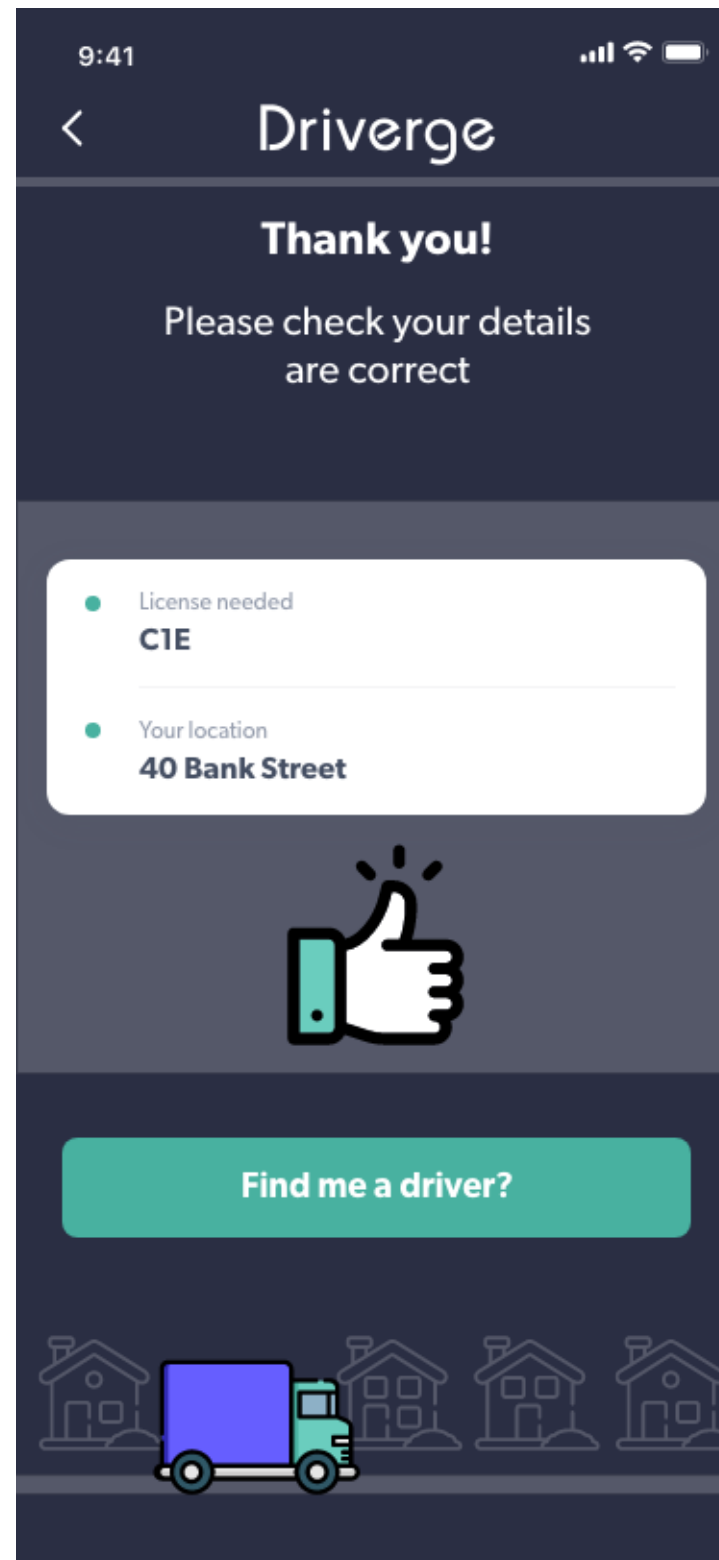 9:41
Driverge
Thank you!
Please check your details
are correct
License needed
C1E
Your location
40 Bank Street
Find me a driver?